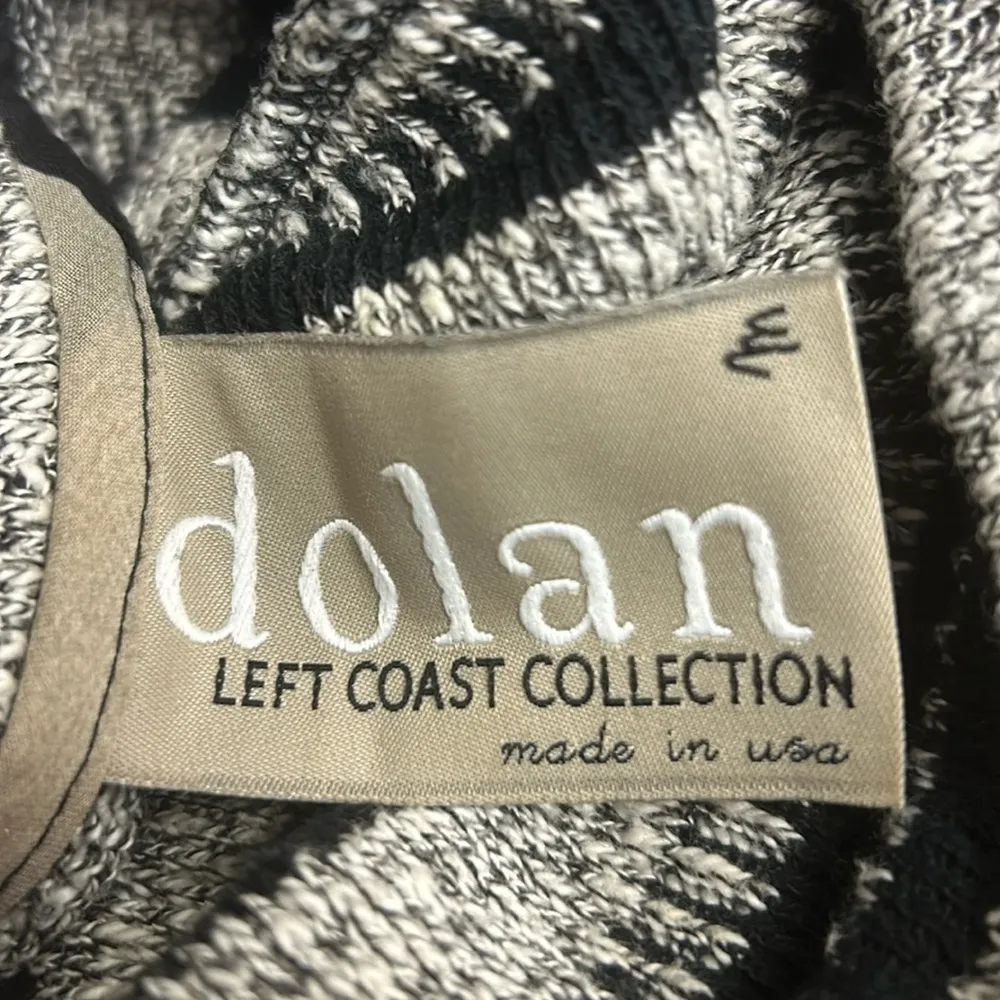 M
dolan
LEFT COAST COLLECTION
made in usa